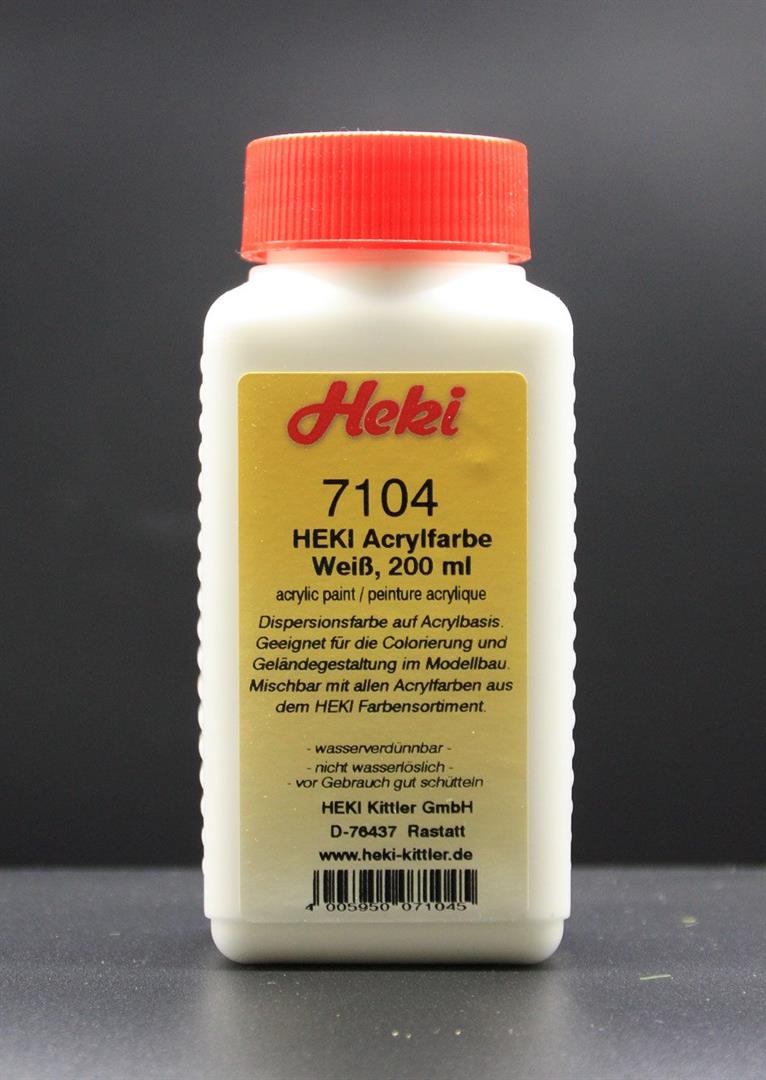 Heki
7104
HEKI Acrylfarbe
Weiß, 200 ml
acrylic paint / peinture acrylique
Dispersionsfarbe auf Acrylbasis.
Geeignet für die Colorierung und
Geländegestaltung im Modellbau.
Mischbar mit allen Acrylfarben aus
dem HEKI Farbensortiment.
- wasserverdünnbar -
- nicht wasserlöslich -
- vor Gebrauch gut schütteln
HEKI Kittler GmbH
D-76437 Rastatt
www.heki-kittler.de
4 005950 071045